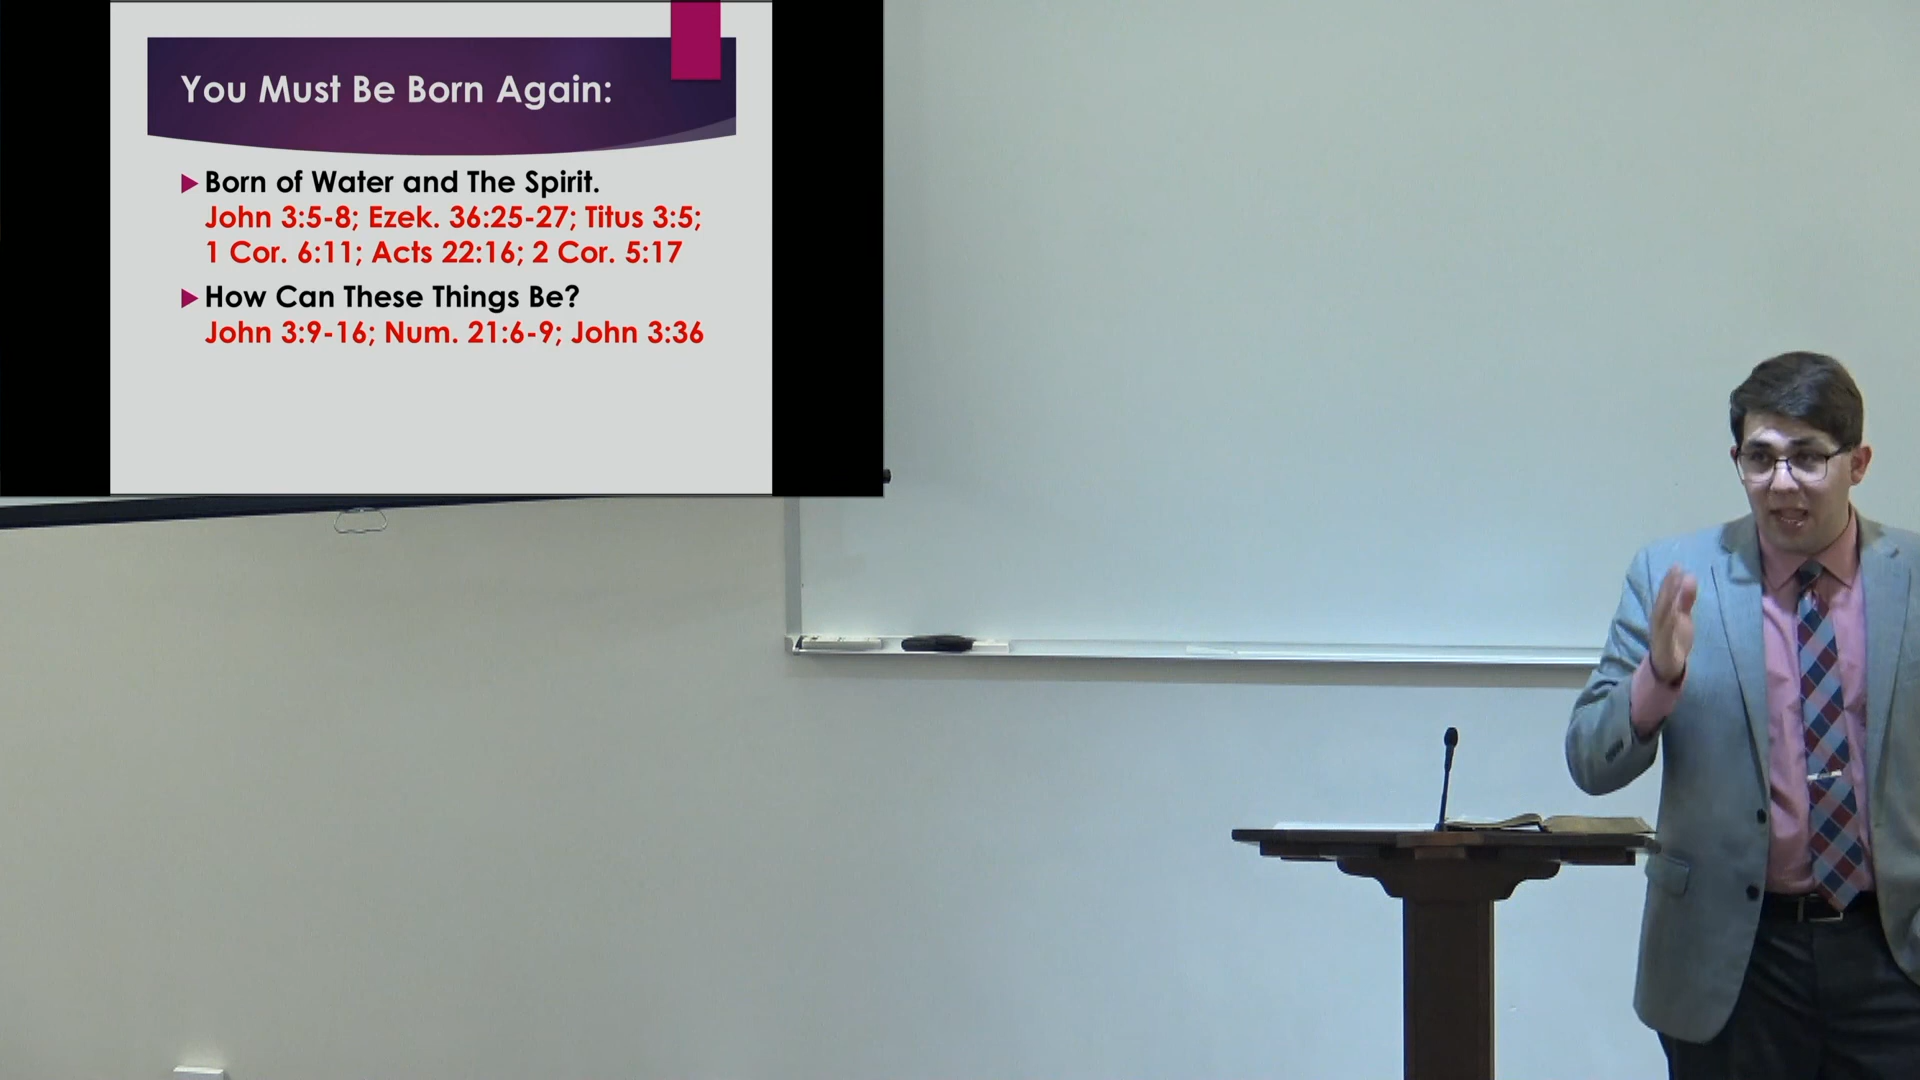 You Must Be Born Again:
Born of Water and The Spirit.
John 3:5-8; Ezek. 36:25-27; Titus 3:5;
1 Cor. 6:11; Acts 22:16; 2 Cor. 5:17
How Can These Things Be?
John 3:9-16; Num. 21:6-9; John 3:36